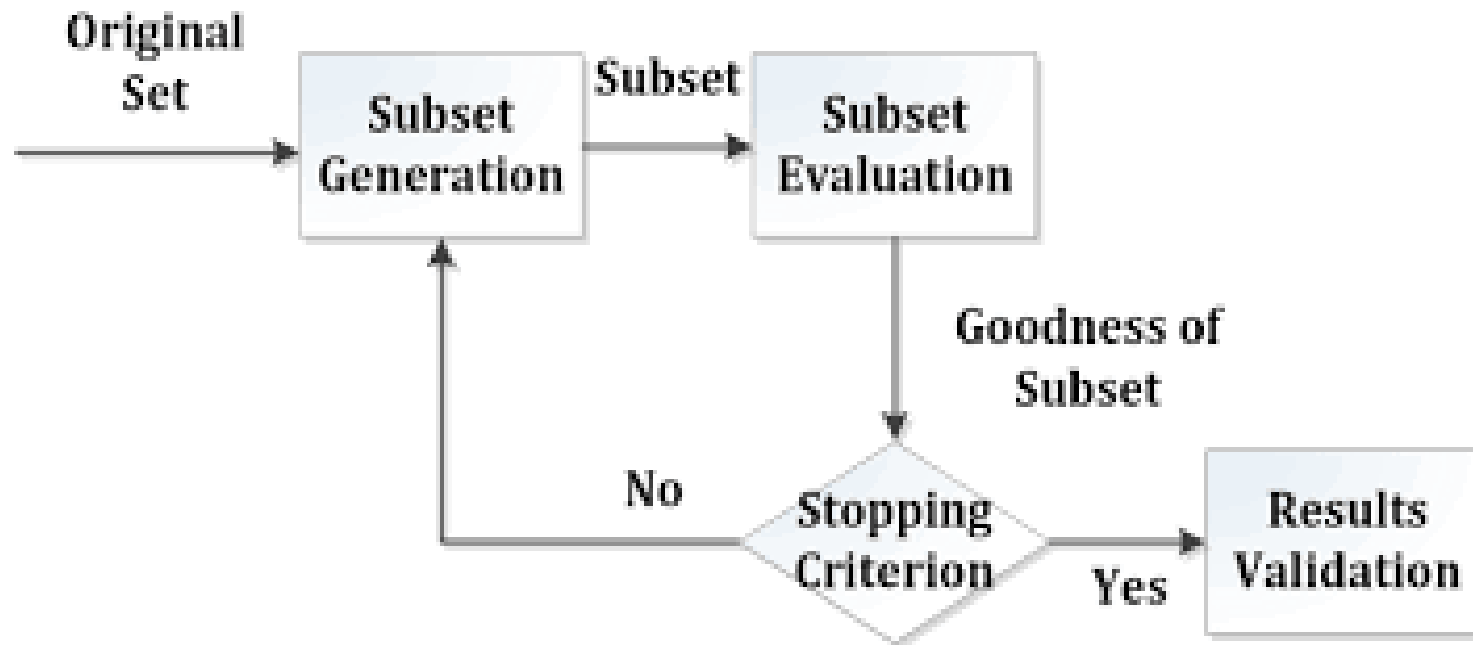 Original
Set
Subset
Generation
Subset
Subset
Evaluation
Goodness of
Subset
Stopping
Criterion
No
Yes
Results
Validation